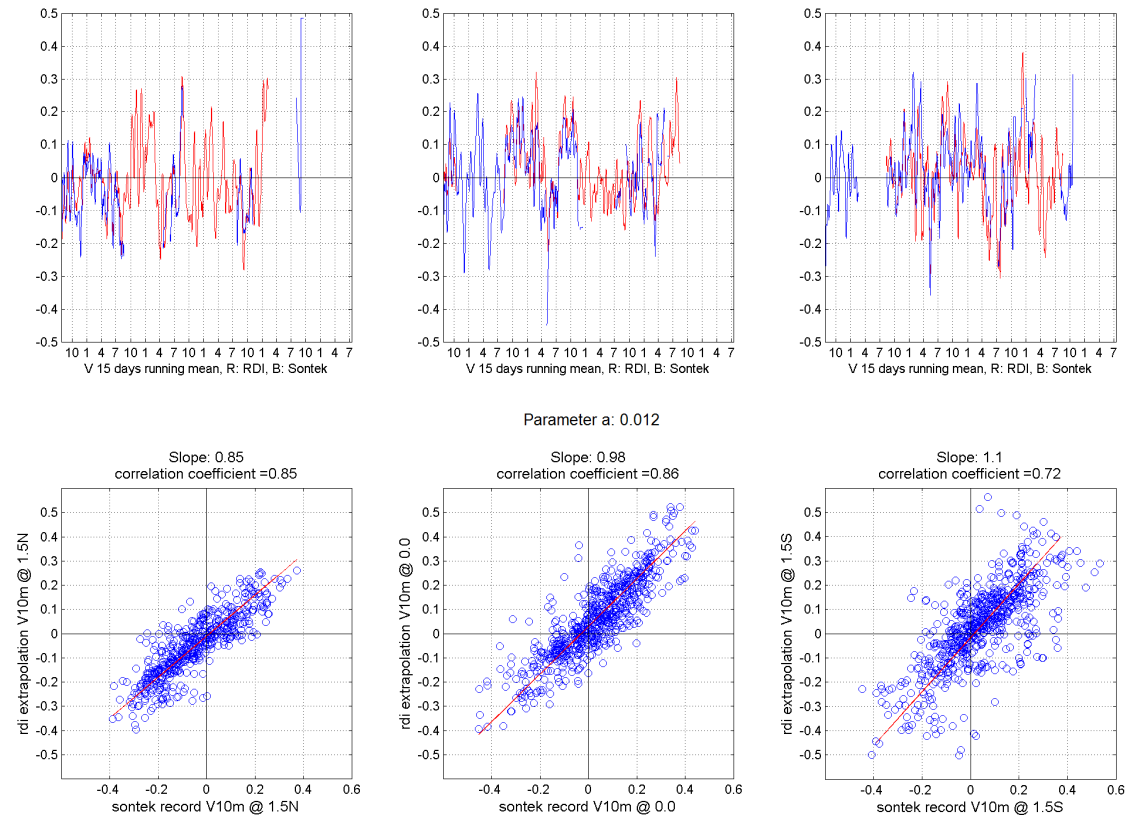 0.5 0.5 0.5
0.4 0.4 0.4
0.3 0.3 0.3
0.2 0.2 0.2
0.1 0.1 0.1
0 0 0
-0.1 -0.1 -0.1
-0.2 -0.2 -0.2
-0.3 -0.3 -0.3
-0.4 -0.4 -0.4
-0.5 -0.5 -0.5
10 1 4 7 10 1 4 7 10 1 4 7 10 1 4 7 10 1 4 7 10 1 4 7 10 1 4 7 10 1 4 7 10 1 4 7 10 1 4 7 10 1 4 7 10 1 4 7 10 1 4 7 10 1 4 7 10 1 4 7
V 15 days running mean, R: RDI, B: Sontek V 15 days running mean, R: RDI, B: Sontek V 15 days running mean, R: RDI, B: Sontek
Parameter a: 0.012
Slope: 0.85
correlation coefficient =0.85
rdi extrapolation V10m @ 1.5N
0.5
0.4
0.3
0.2
0.1
0
-0.1
-0.2
-0.3
-0.4
-0.5
-0.4 -0.2 0 0.2 0.4 0.6
sontek record V10m @ 1.5N
Slope: 0.98
correlation coefficient =0.86
rdi extrapolation V10m @ 0.0
0.5
0.4
0.3
0.2
0.1
0
-0.1
-0.2
-0.3
-0.4
-0.5
-0.4 -0.2 0 0.2 0.4 0.6
sontek record V10m @ 0.0
Slope: 1.1
correlation coefficient =0.72
rdi extrapolation V10m @ 1.5S
0.5
0.4
0.3
0.2
0.1
0
-0.1
-0.2
-0.3
-0.4
-0.5
-0.4 -0.2 0 0.2 0.4 0.6
sontek record V10m @ 1.5S